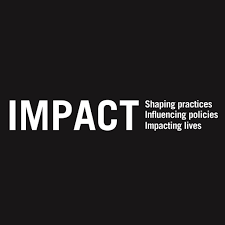 IMPACT
Shaping practices
Influencing policies
Impacting lives